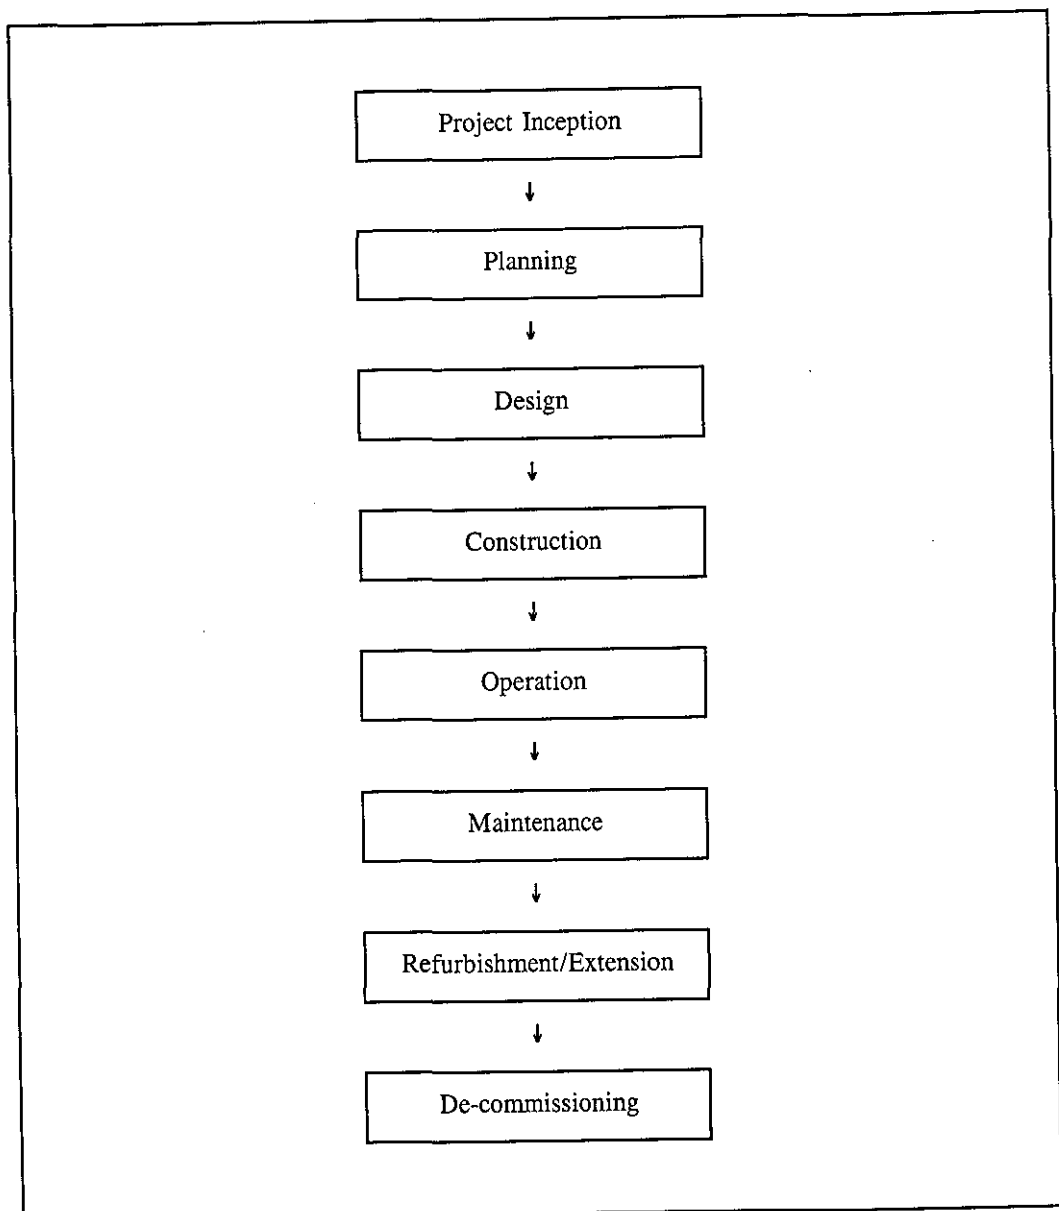 Project Inception
↓
Planning
↓
Design
↓
Construction
↓
Operation
↓
Maintenance
↓
Refurbishment/Extension
↓
De-commissioning